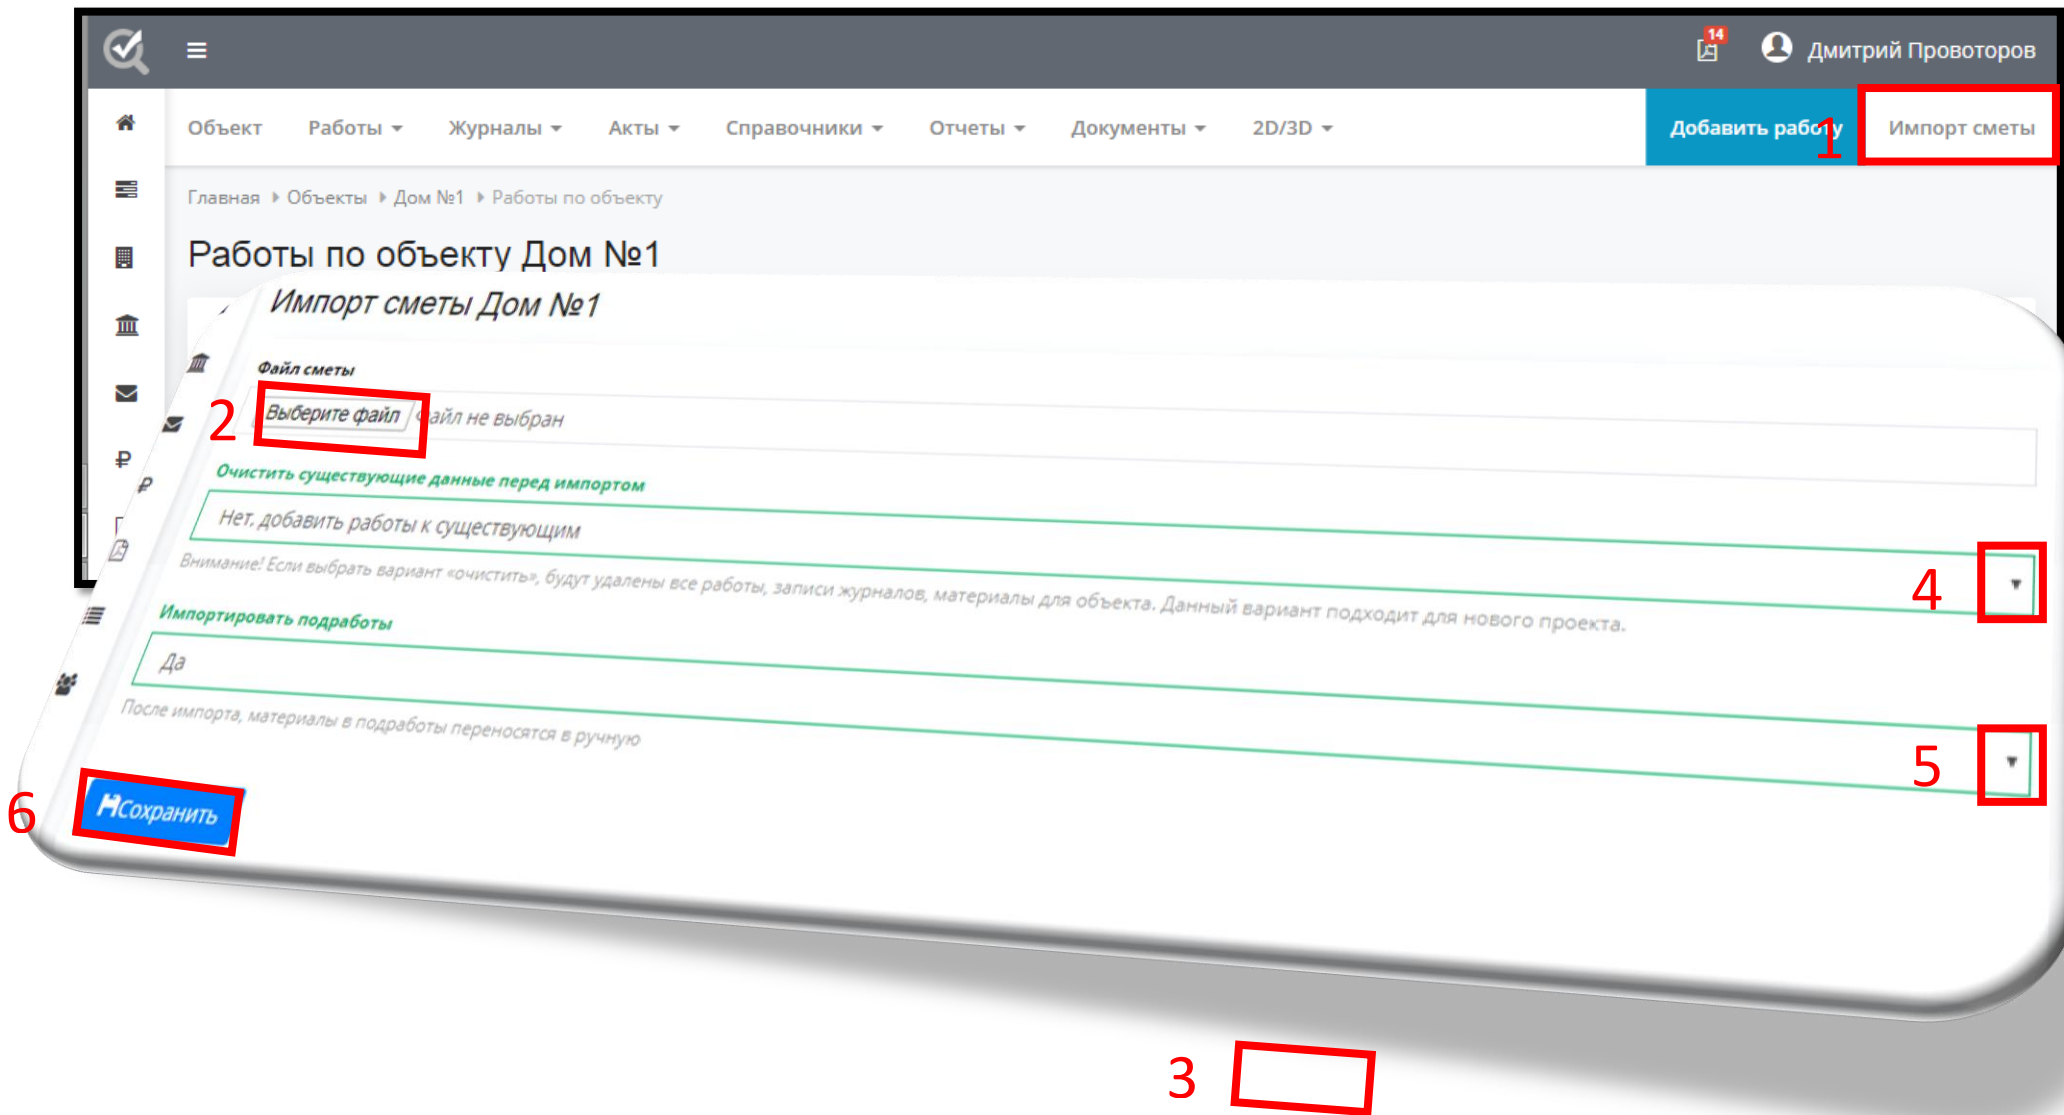 14
Дмитрий Провоторов
Объект Работы Журналы Акты Справочники Отчеты Документы 2D/3D Добавить работу 1 Импорт сметы
Главная Объекты Дом №1 Работы по объекту
Работы по объекту Дом №1
Импорт сметы Дом №1
Файл сметы
2 Выберите файл Файл не выбран
Очистить существующие данные перед импортом
Нет, добавить работы к существующим
4
Внимание! Если выбрать вариант «очистить», будут удалены все работы, записи журналов, материалы для объекта. Данный вариант подходит для нового проекта.
Импортировать подработы
Да
5
После импорта, материалы в подработы переносятся в ручную
6 Сохранить
3